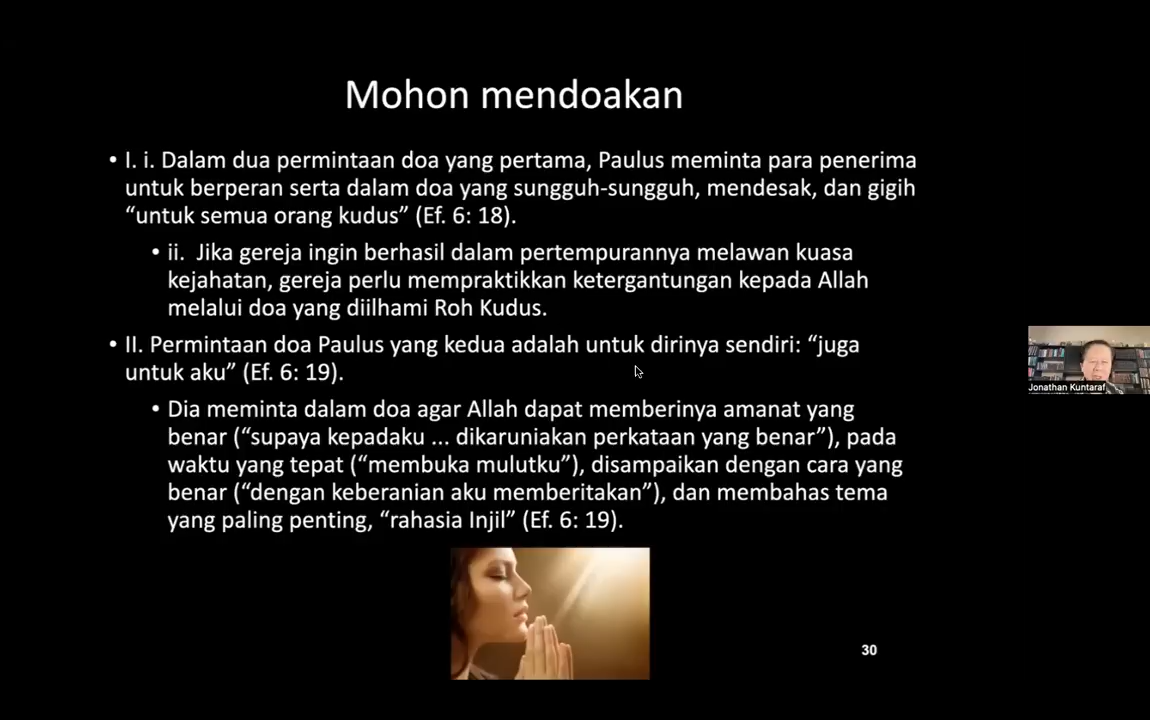 Mohon mendoakan
• I. i. Dalam dua permintaan doa yang pertama, Paulus meminta para penerima
untuk berperan serta dalam doa yang sungguh-sungguh, mendesak, dan gigih
“untuk semua orang kudus” (Ef. 6: 18).
• ii. Jika gereja ingin berhasil dalam pertempurannya melawan kuasa
kejahatan, gereja perlu mempraktikkan ketergantungan kepada Allah
melalui doa yang diilhami Roh Kudus.
• II. Permintaan doa Paulus yang kedua adalah untuk dirinya sendiri: “juga
untuk aku” (Ef. 6: 19).
• Dia meminta dalam doa agar Allah dapat memberinya amanat yang
benar (“supaya kepadaku ... dikaruniakan perkataan yang benar”), pada
waktu yang tepat (“membuka mulutku”), disampaikan dengan cara yang
benar (“dengan keberanian aku memberitakan”), dan membahas tema
yang paling penting, “rahasia Injil” (Ef. 6: 19).
Jonathan Kuntaraf
30